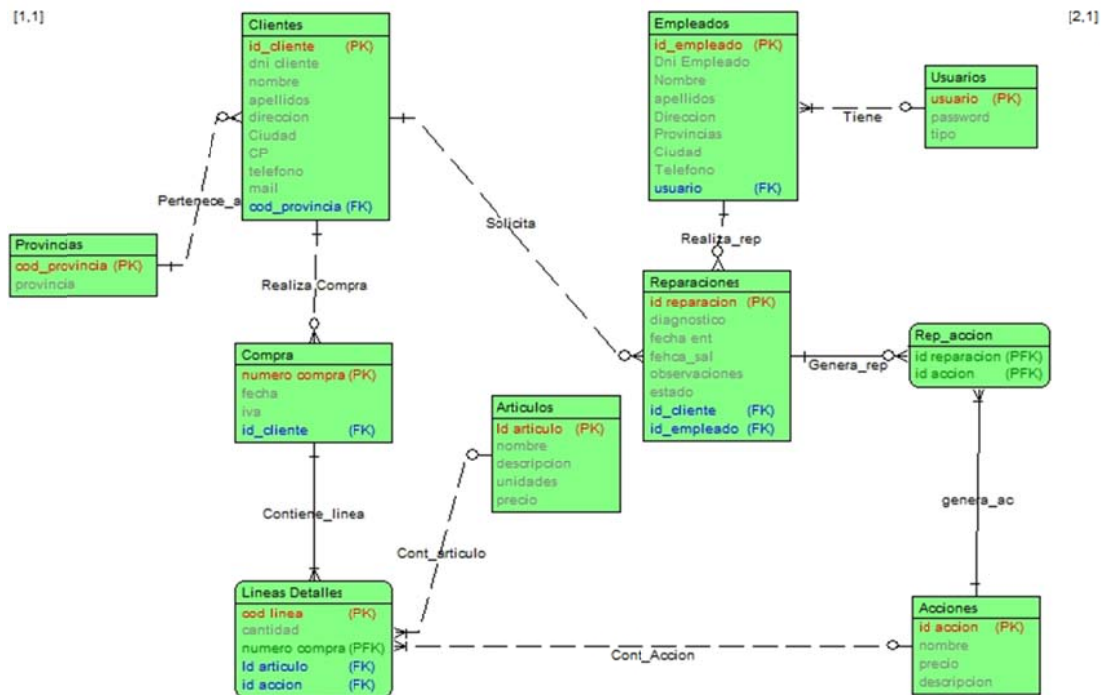 [1,1]
[2,1]
Clientes
id_cliente (PK)
dni cliente
nombre
apellidos
direccion
Ciudad
CP
telefono
mail
cod_provincia (FK)
Empleados
id_empleado (PK)
Dni Empleado
Nombre
apellidos
Direccion
Provincias
Ciudad
Telefono
usuario (FK)
Usuarios
usuario (PK)
password
tipo
Tiene
Pertenece_a
Solicita
Realiza_rep
Provincias
cod_provincia (PK)
provincia
Realiza Compra
Reparaciones
id reparacion (PK)
diagnostico
fecha ent
fehca_sal
observaciones
estado
id_cliente (FK)
id_empleado (FK)
Genera_rep
Rep_accion
id reparacion (PFK)
id accion (PFK)
Compra
numero compra (PK)
fecha
iva
id_cliente (FK)
Articulos
Id articulo (PK)
nombre
descripcion
unidades
precio
Contiene_linea
Cont_articulo
genera_ac
Lineas Detalles
cod linea (PK)
cantidad
numero compra (PFK)
Id articulo (FK)
id accion (FK)
Cont_Accion
Acciones
id accion (PK)
nombre
precio
descripcion